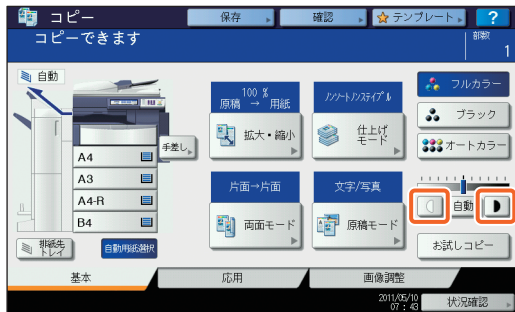 コピー
保存
確認
テンプレート
?
コピーできます
部数
1
自動
100 %
原稿 → 用紙
ノンソート/ノンステイプル
フルカラー
拡大・縮小
仕上げ
モード
ブラック
手差し
オートカラー
A4
A3
A4-R
B4
片面→片面
文字/写真
自動
両面モード
原稿モード
排紙先
トレイ
自動用紙選択
お試しコピー
基本
応用
画像調整
2011/05/10
07 : 43
状況確認